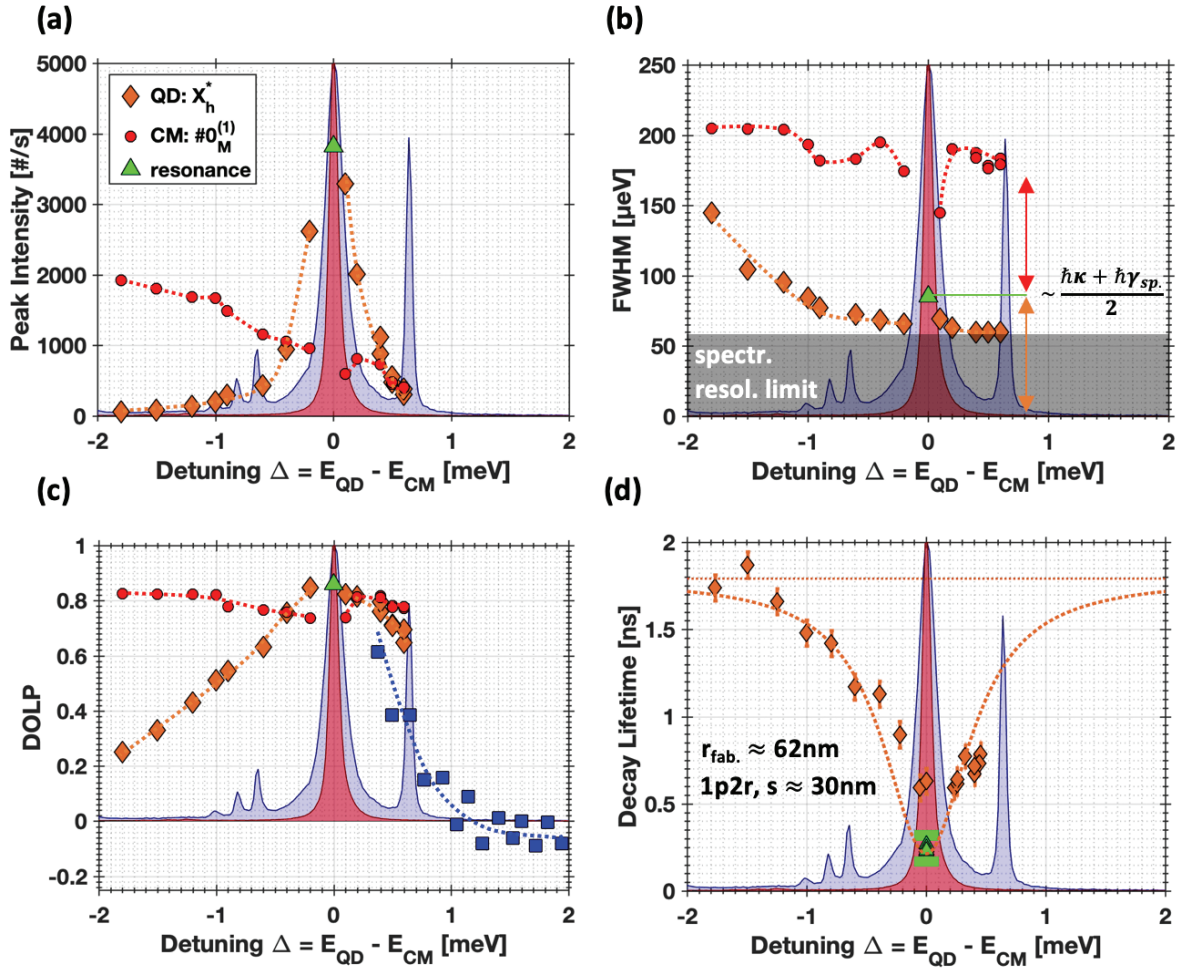 (a)
Peak Intensity [#/s]
5000
4000
3000
2000
1000
0
QD: X*h
CM: #0(1)M
resonance
-2 -1 0 1 2
Detuning Δ = EQD - ECM [meV]
(b)
FWHM [µeV]
250
200
150
100
50
0
~ (ħκ + ħγsp.)/2
spectr.
resol. limit
-2 -1 0 1 2
Detuning Δ = EQD - ECM [meV]
(c)
DOLP
1
0.8
0.6
0.4
0.2
0
-0.2
-2 -1 0 1 2
Detuning Δ = EQD - ECM [meV]
(d)
Decay Lifetime [ns]
2
1.5
1
0.5
0
rfab. ≈ 62nm
1p2r, s ≈ 30nm
-2 -1 0 1 2
Detuning Δ = EQD - ECM [meV]